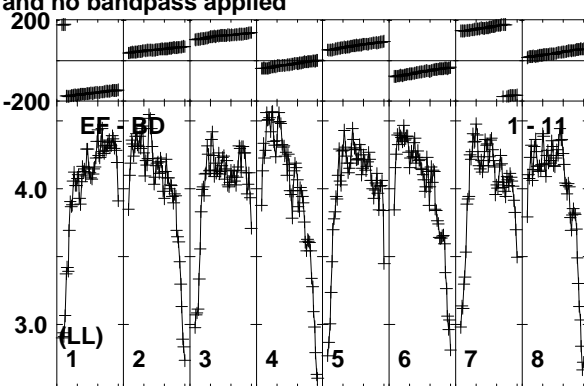 and no bandpass applied
200
-200
EF - BD 1 - 11
4.0
3.0
(LL)
1 2 3 4 5 6 7 8